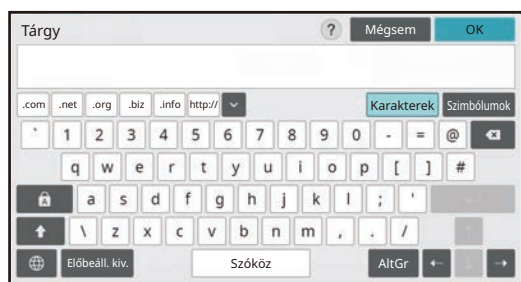 Tárgy ? Mégsem OK
.com .net .org .biz .info http:// Karakterek Szimbólumok
` 1 2 3 4 5 6 7 8 9 0 - = @
q w e r t y u i o p [ ] #
a s d f g h j k l ; '
\ z x c v b n m , . /
Előbeáll. kiv. Szóköz AltGr ← ↓ →